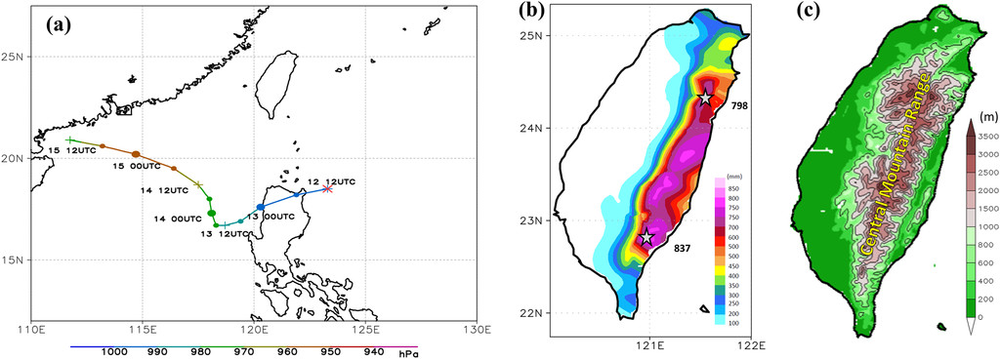 (a)
25N
20N
15N
110E 115E 120E 125E 130E
15 12UTC
15 00UTC
14 12UTC
14 00UTC
13 12UTC
13 00UTC
12 12UTC
1000 990 980 970 960 950 940 hPa
(b)
25N
24N
23N
22N
121E 122E
798
837
(mm)
850
800
750
700
650
600
550
500
450
400
350
300
250
200
150
100
(c)
Central Mountain Range
(m)
3500
3000
2500
2000
1500
1000
800
600
400
200
0